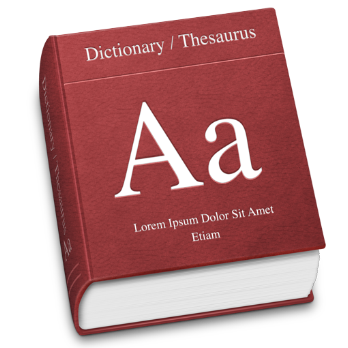 Dictionary / Thesaurus
Aa
Lorem Ipsum Dolor Sit Amet
Etiam